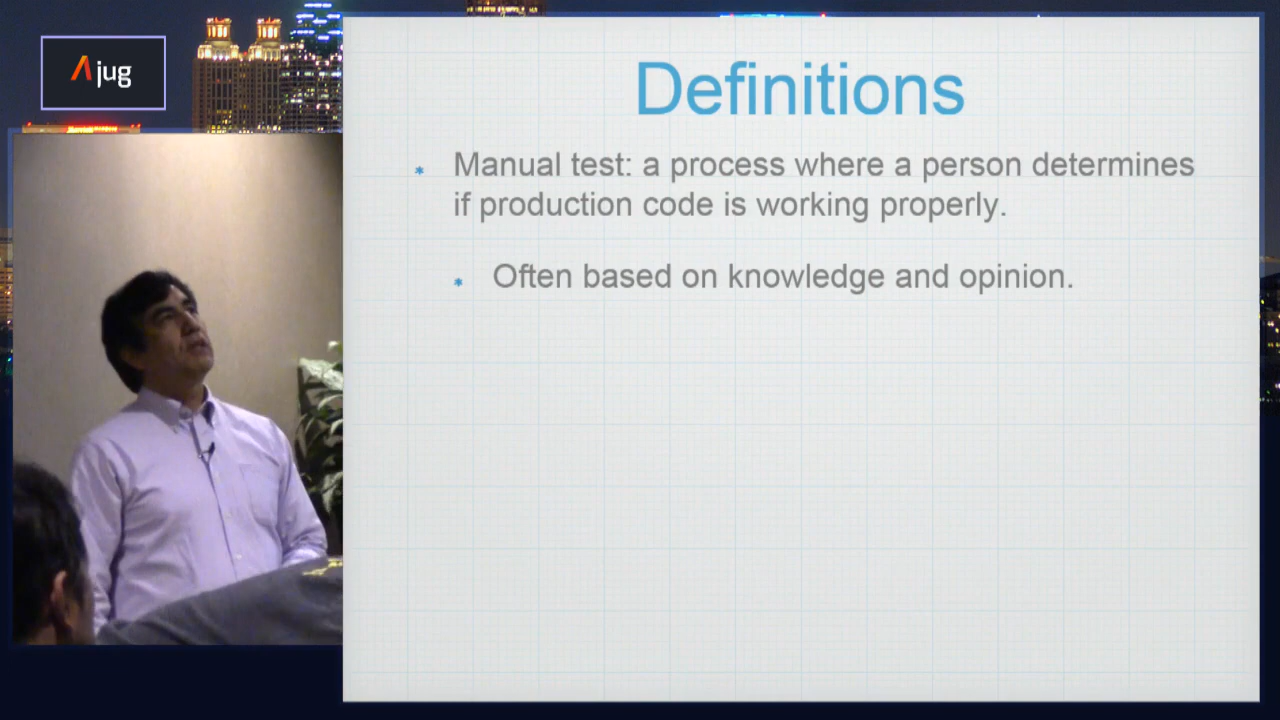 jug
Definitions
* Manual test: a process where a person determines
if production code is working properly.
* Often based on knowledge and opinion.